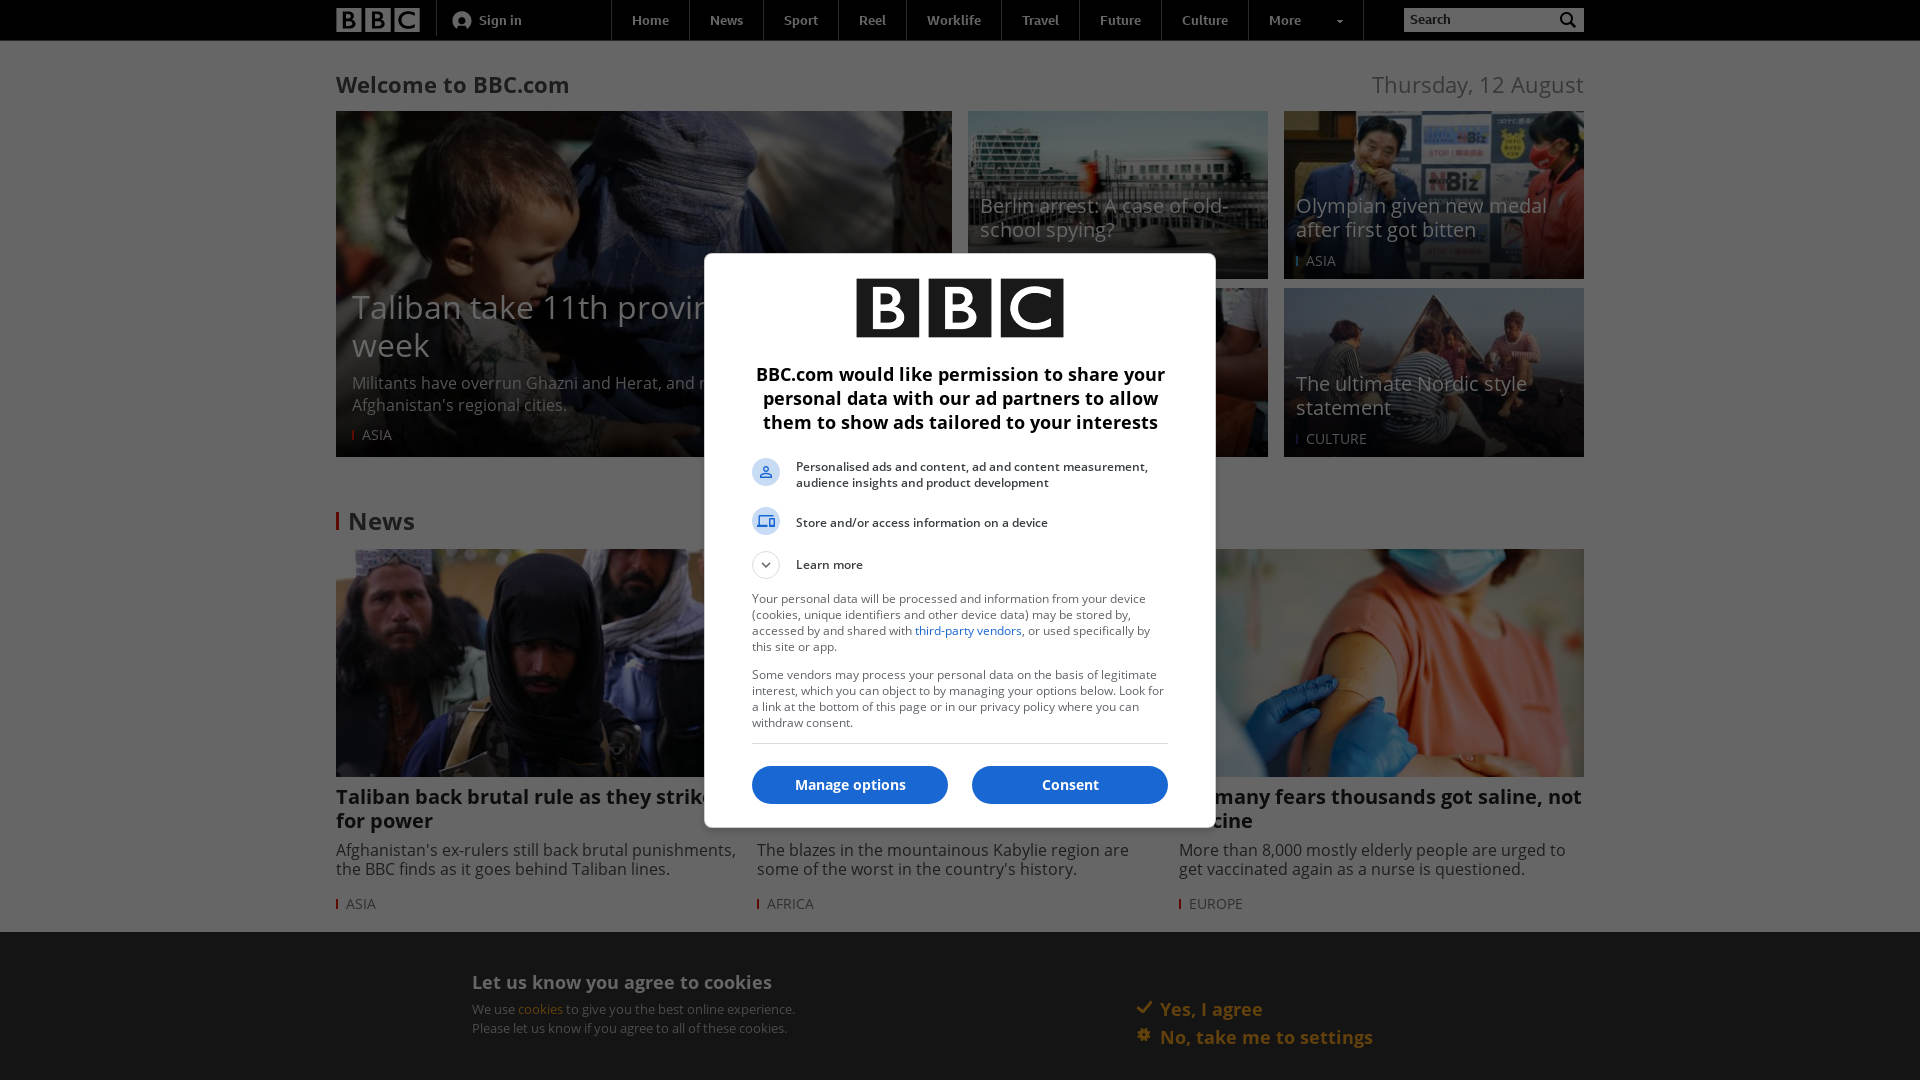 BBC
Sign in
Home
News
Sport
Reel
Worklife
Travel
Future
Culture
More
Search
Welcome to BBC.com
Thursday, 12 August
Taliban take 11th
week
Militants have overrun Ghazni and Herat, and
Afghanistan's regional cities.
ASIA
Berlin arrest: A case of old-
school spying?
Olympian given new medal
after first got bitten
ASIA
The ultimate Nordic style
statement
CULTURE
BBC
BBC.com would like permission to share your
personal data with our ad partners to allow
them to show ads tailored to your interests
Personalised ads and content, ad and content measurement,
audience insights and product development
Store and/or access information on a device
Learn more
Your personal data will be processed and information from your device
(cookies, unique identifiers and other device data) may be stored by,
accessed by and shared with third-party vendors, or used specifically by
this site or app.
Some vendors may process your personal data on the basis of legitimate
interest, which you can object to by managing your options below. Look for
a link at the bottom of this page or in our privacy policy where you can
withdraw consent.
Manage options
Consent
News
Taliban back brutal rule as they strike
for power
Afghanistan's ex-rulers still back brutal punishments,
the BBC finds as it goes behind Taliban lines.
ASIA
The blazes in the mountainous Kabylie region are
some of the worst in the country's history.
AFRICA
many fears thousands got saline, not
cine
More than 8,000 mostly elderly people are urged to
get vaccinated again as a nurse is questioned.
EUROPE
Let us know you agree to cookies
We use cookies to give you the best online experience.
Please let us know if you agree to all of these cookies.
Yes, I agree
No, take me to settings